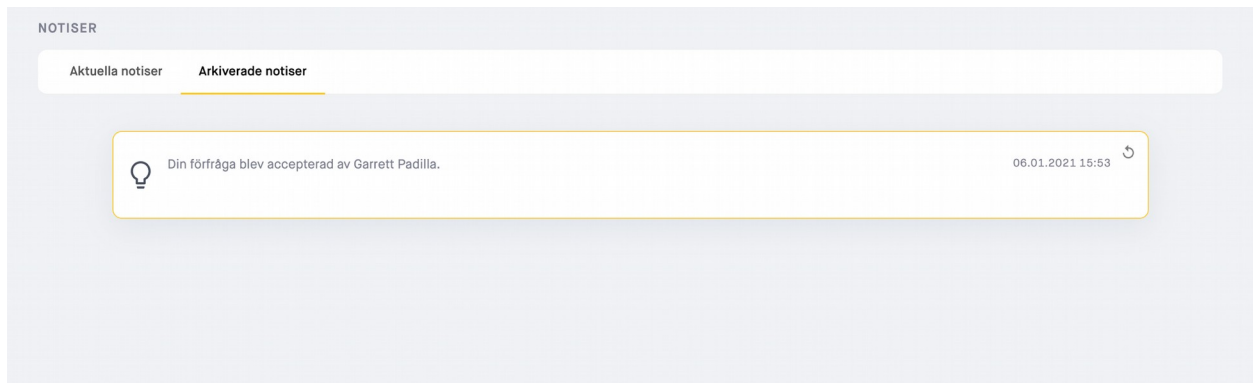 NOTISER
Aktuella notiser Arkiverade notiser
Din förfråga blev accepterad av Garrett Padilla. 06.01.2021 15:53